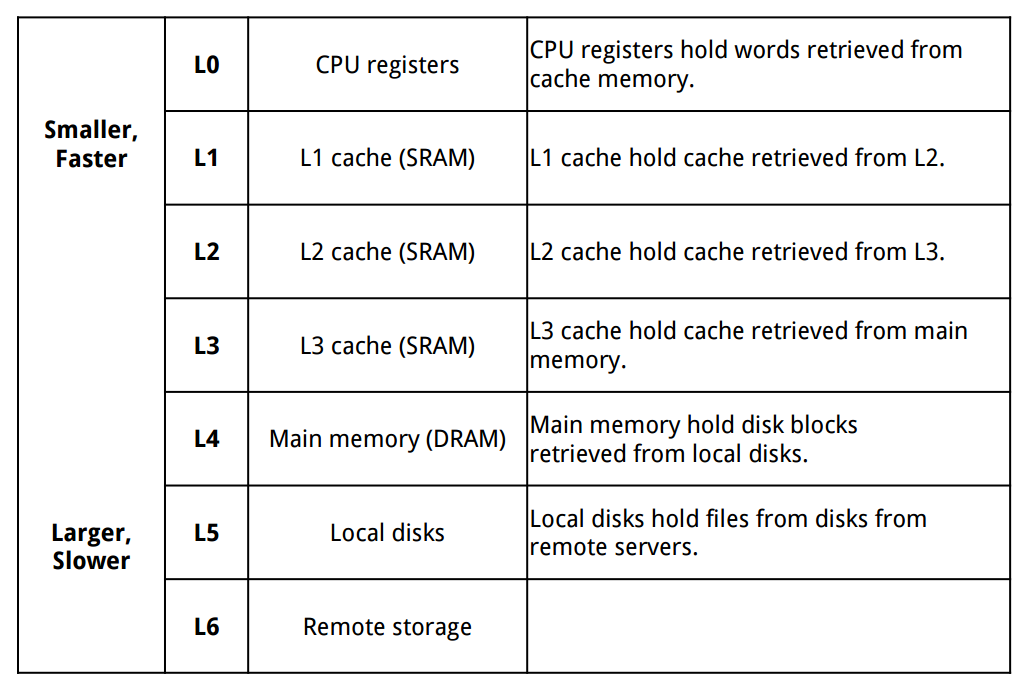 Smaller,
Faster
L0
CPU registers
CPU registers hold words retrieved from
cache memory.
L1
L1 cache (SRAM)
L1 cache hold cache retrieved from L2.
L2
L2 cache (SRAM)
L2 cache hold cache retrieved from L3.
L3
L3 cache (SRAM)
L3 cache hold cache retrieved from main
memory.
L4
Main memory (DRAM)
Main memory hold disk blocks
retrieved from local disks.
Larger,
Slower
L5
Local disks
Local disks hold files from disks from
remote servers.
L6
Remote storage